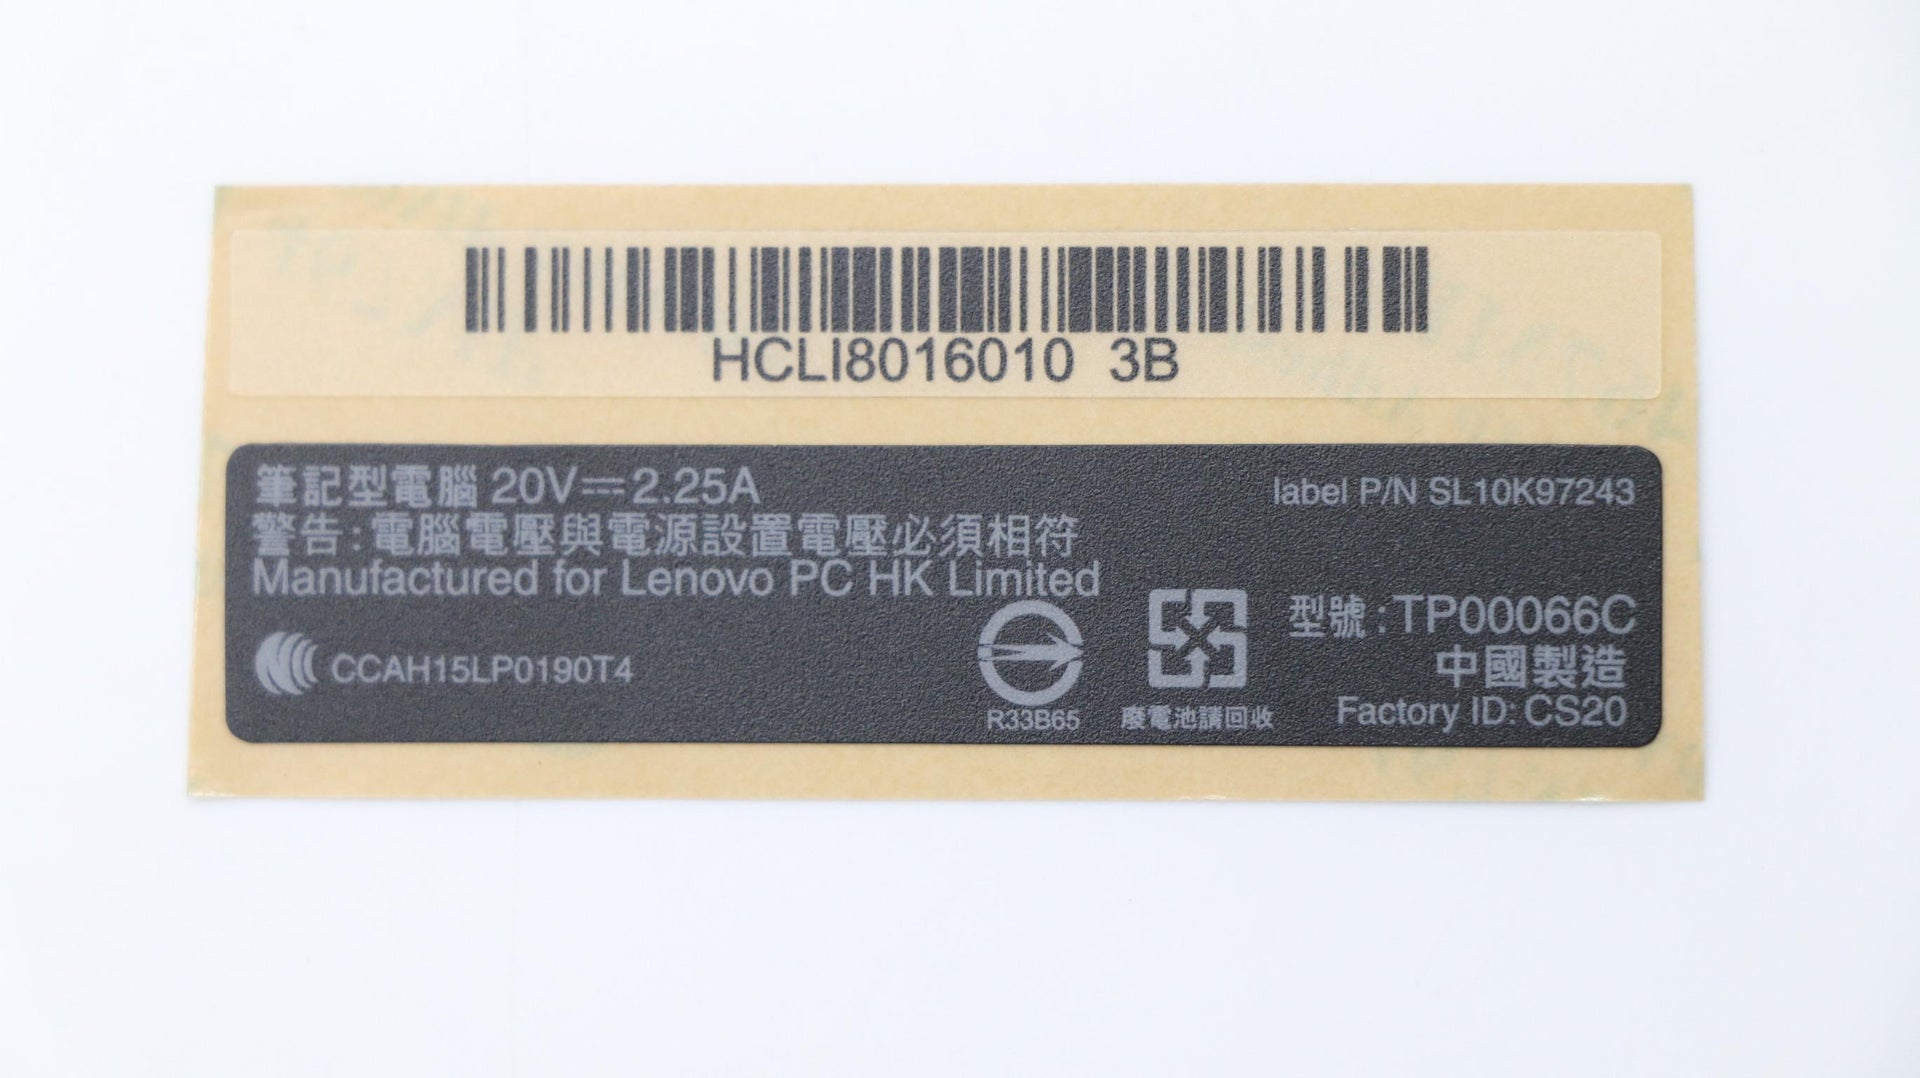 HCLI8016010 3B
筆記型電腦 20V⎓2.25A
label P/N SL10K97243
警告:電腦電壓與電源設置電壓必須相符
Manufactured for Lenovo PC HK Limited
型號:TP00066C
中國製造
CCAH15LP0190T4
R33B65
廢電池請回收
Factory ID: CS20